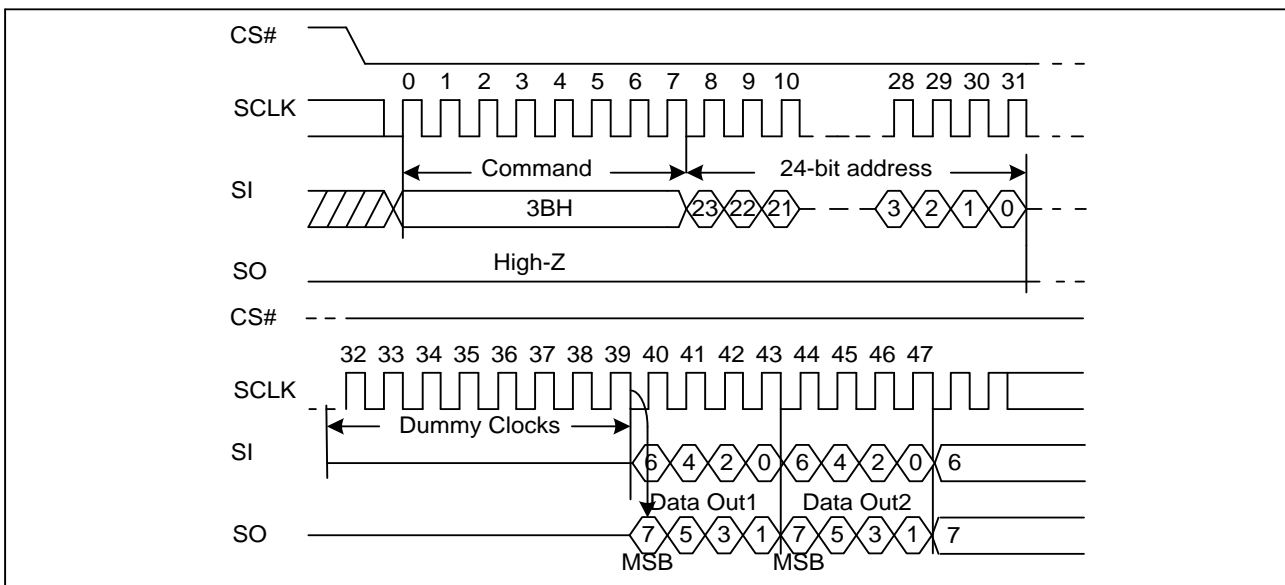 CS#
0 1 2 3 4 5 6 7 8 9 10 28 29 30 31
SCLK
Command 24-bit address
SI
3BH 23 22 21 3 2 1 0
High-Z
SO
CS#
32 33 34 35 36 37 38 39 40 41 42 43 44 45 46 47
SCLK
Dummy Clocks
SI
6 4 2 0 6 4 2 0 6
Data Out1 Data Out2
SO
7 5 3 1 7 5 3 1 7
MSB MSB